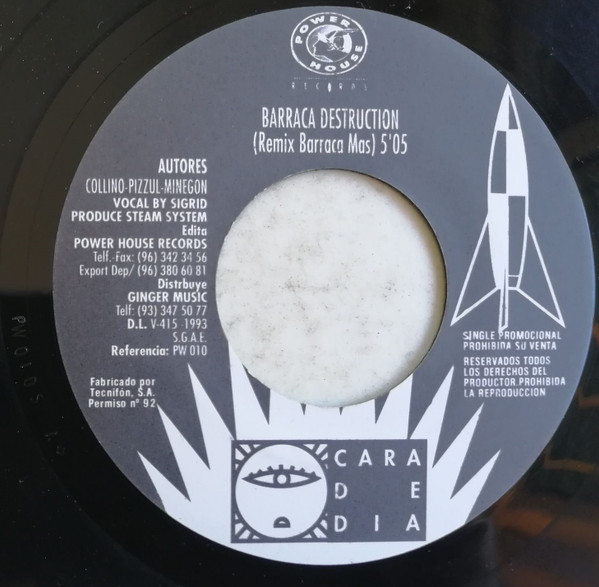 POWER
HOUSE
RECORDS
BARRACA DESTRUCTION
(Remix Barraca Mas) 5'05
AUTORES
COLLINO-PIZZUL-MINEGON
VOCAL BY SIGRID
PRODUCE STEAM SYSTEM
Edita
POWER HOUSE RECORDS
Telf.-Fax: (96) 342 34 56
Export Dep/ (96) 380 60 81
Distrbuye
GINGER MUSIC
Telf: (93) 347 50 77
D.L. V-415-1993
S.G.A.E.
Referencia: PW 010
Fabricado por
Tecnifón, S.A.
Permiso nº 92
SINGLE PROMOCIONAL
PROHIBIDA SU VENTA
RESERVADOS TODOS
LOS DERECHOS DEL
PRODUCTOR.PROHIBIDA
LA REPRODUCCION
CARA
DE
DIA